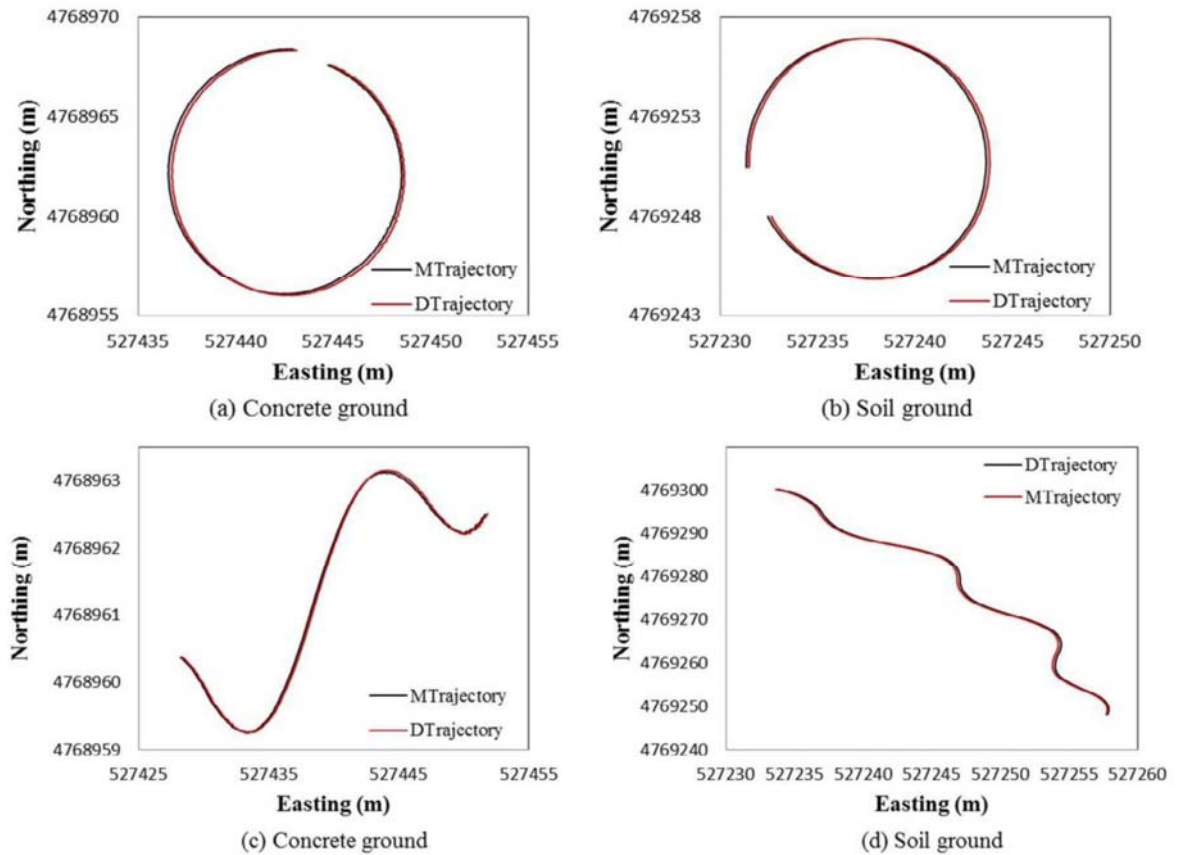 4768970
4768965
4768960
4768955
Northing (m)
MTrajectory
DTrajectory
527435 527440 527445 527450 527455
Easting (m)
(a) Concrete ground
4769258
4769253
4769248
4769243
Northing (m)
MTrajectory
DTrajectory
527230 527235 527240 527245 527250
Easting (m)
(b) Soil ground
4768963
4768962
4768961
4768960
4768959
Northing (m)
MTrajectory
DTrajectory
527425 527435 527445 527455
Easting (m)
(c) Concrete ground
4769300
4769290
4769280
4769270
4769260
4769250
4769240
Northing (m)
DTrajectory
MTrajectory
527230 527235 527240 527245 527250 527255 527260
Easting (m)
(d) Soil ground